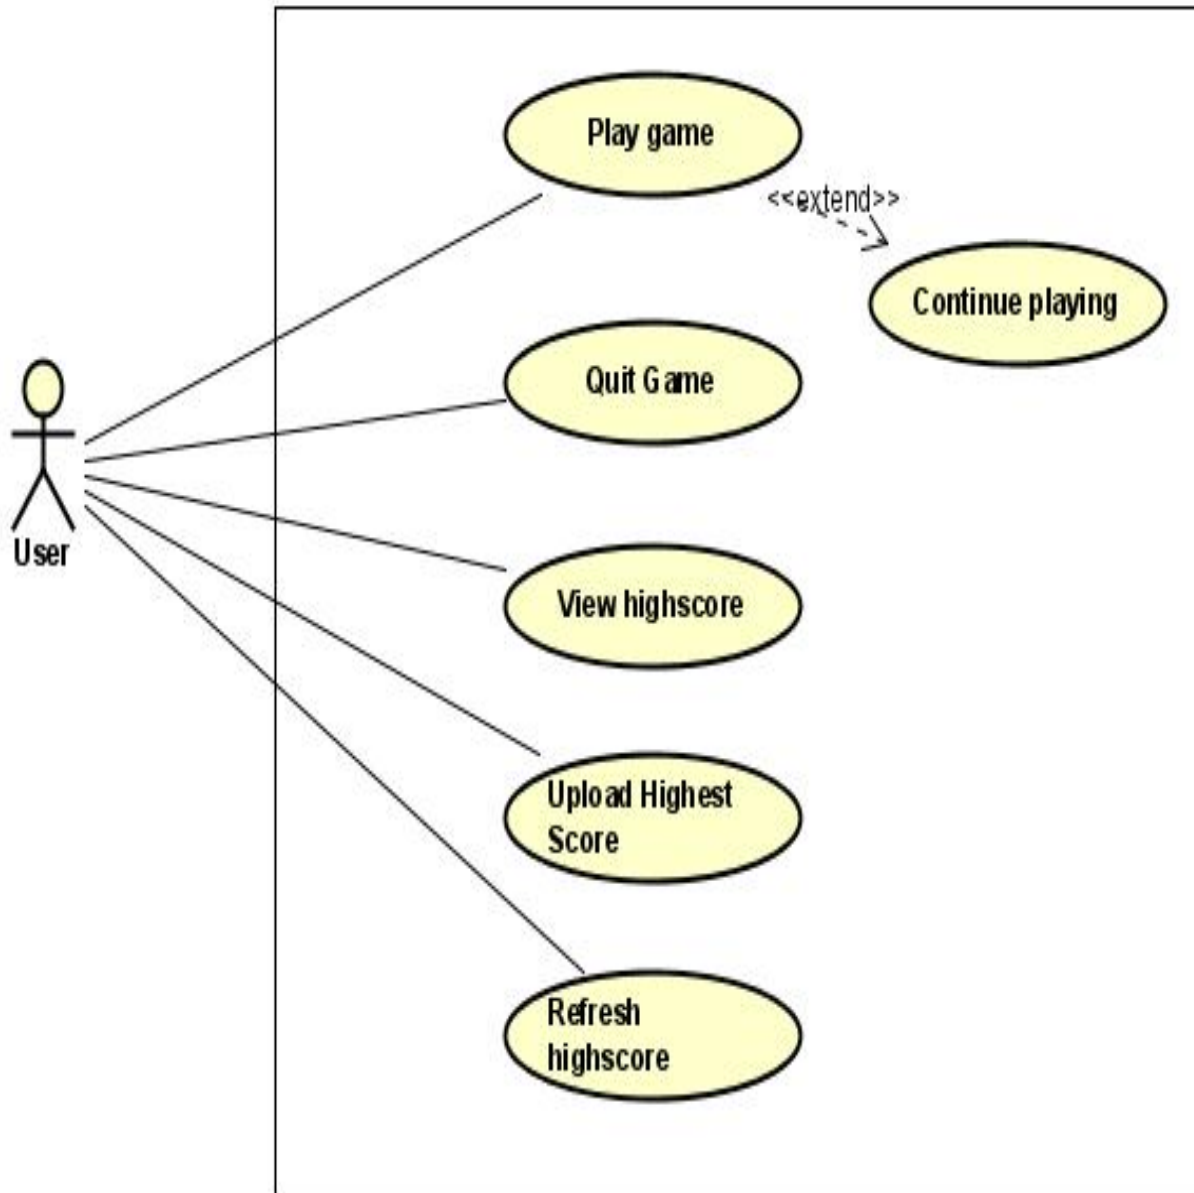 Play game
<<extend>>
Continue playing
Quit Game
User
View highscore
Upload Highest
Score
Refresh
highscore